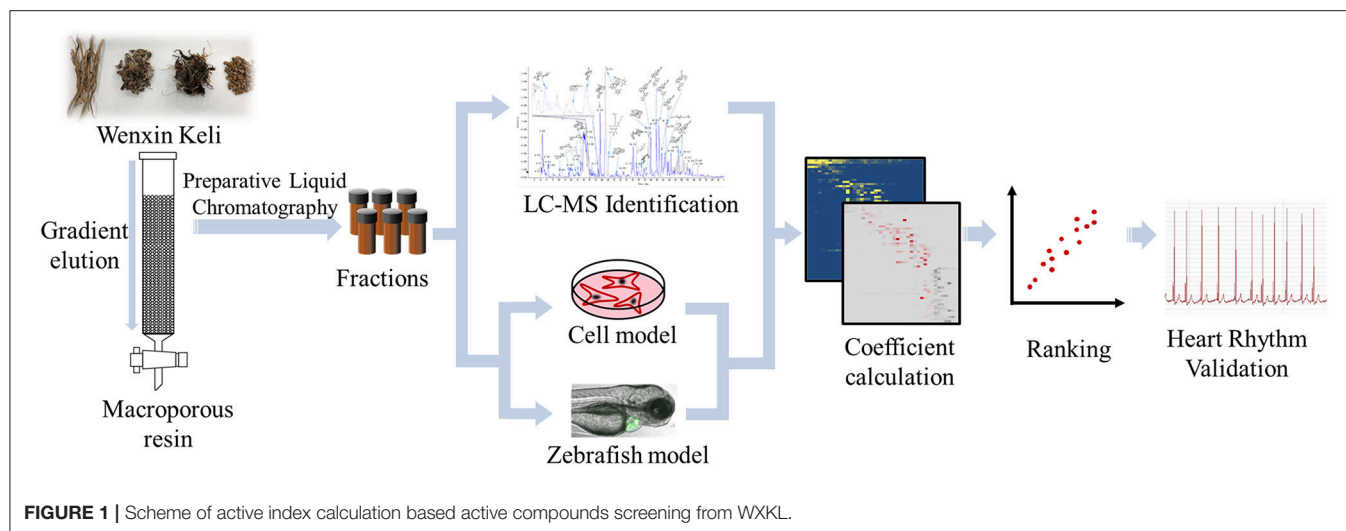 Wenxin Keli
Gradient
elution
Macroporous
resin
Preparative Liquid
Chromatography
Fractions
LC-MS Identification
Cell model
Zebrafish model
Coefficient
calculation
Ranking
Heart Rhythm
Validation
FIGURE 1 | Scheme of active index calculation based active compounds screening from WXKL.